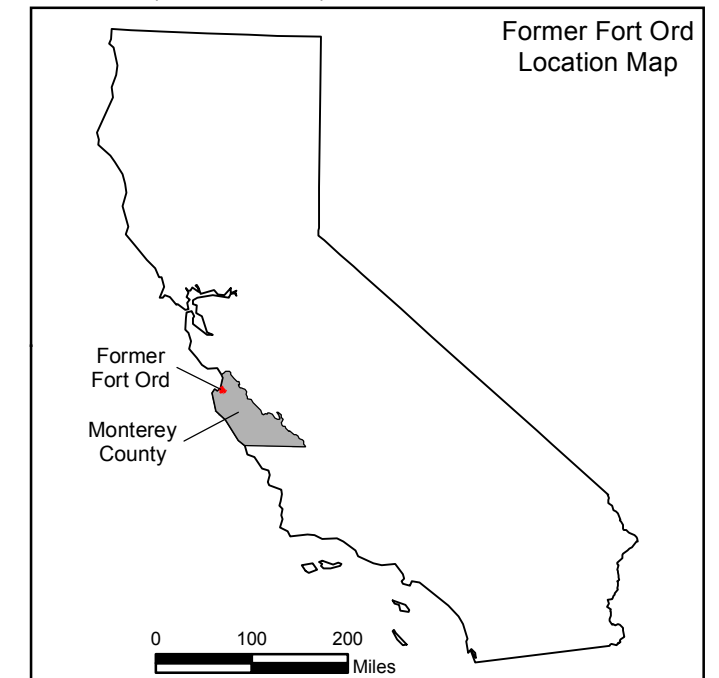 Former Fort Ord
Location Map
Former
Fort Ord
Monterey
County
0 100 200
Miles